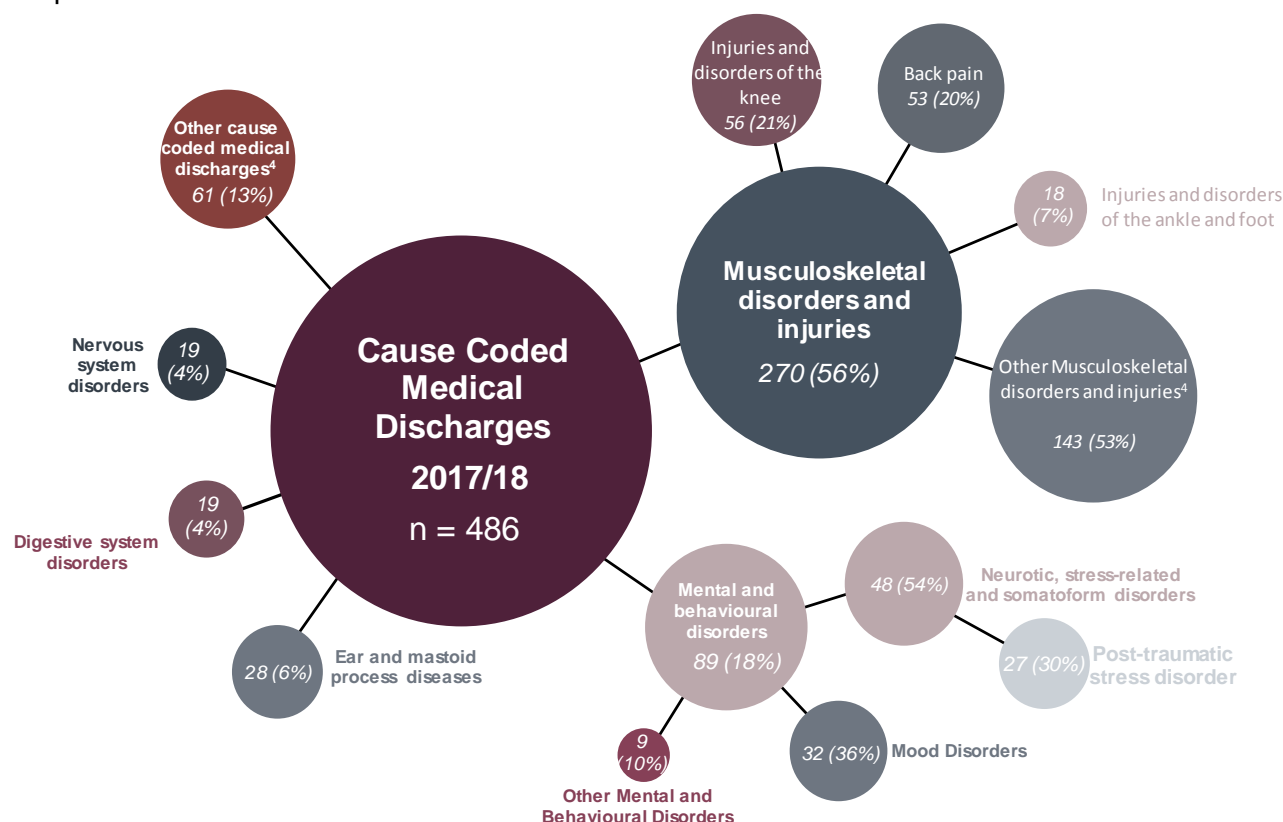 Injuries and
disorders of the
knee
56 (21%)
Back pain
53 (20%)
Other cause
coded medical
discharges⁴
61 (13%)
18
(7%)
Injuries and disorders
of the ankle and foot
Musculoskeletal
disorders and
injuries
270 (56%)
Nervous
system
disorders
19
(4%)
Cause Coded
Medical
Discharges
2017/18
n = 486
Other Musculoskeletal
disorders and injuries⁴
143 (53%)
19
(4%)
Digestive system
disorders
Mental and
behavioural
disorders
89 (18%)
48 (54%)
Neurotic, stress-related
and somatoform disorders
27 (30%)
Post-traumatic
stress disorder
28 (6%)
Ear and mastoid
process diseases
9
(10%)
Other Mental and
Behavioural Disorders
32 (36%)
Mood Disorders